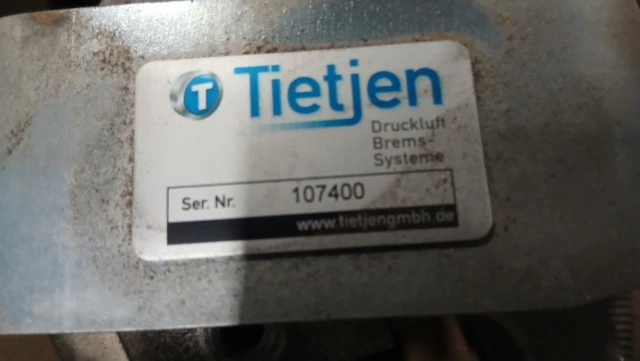 T Tietjen
Druckluft
Brems-
Systeme
Ser. Nr. 107400
www.tietjengmbh.de